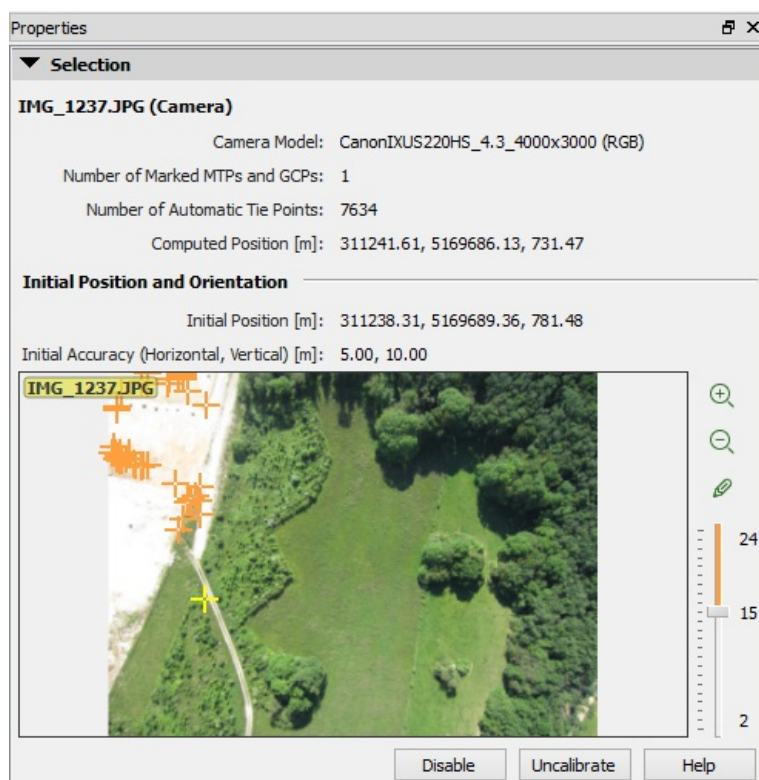 Properties
Selection
IMG_1237.JPG (Camera)
Camera Model: CanonIXUS220HS_4.3_4000x3000 (RGB)
Number of Marked MTPs and GCPs: 1
Number of Automatic Tie Points: 7634
Computed Position [m]: 311241.61, 5169686.13, 731.47
Initial Position and Orientation
Initial Position [m]: 311238.31, 5169689.36, 781.48
Initial Accuracy (Horizontal, Vertical) [m]: 5.00, 10.00
IMG_1237.JPG
24
15
2
Disable Uncalibrate Help